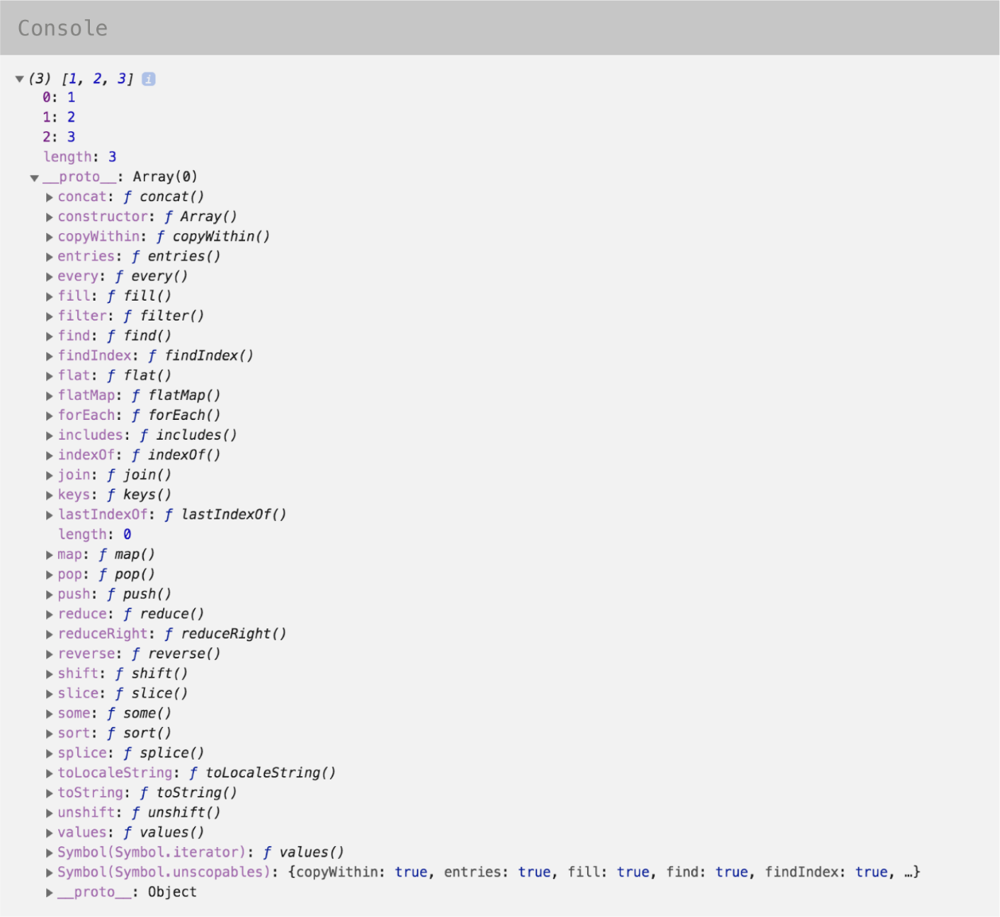 Console
▼(3) [1, 2, 3] i
0: 1
1: 2
2: 3
length: 3
▼__proto__: Array(0)
▶concat: ƒ concat()
▶constructor: ƒ Array()
▶copyWithin: ƒ copyWithin()
▶entries: ƒ entries()
▶every: ƒ every()
▶fill: ƒ fill()
▶filter: ƒ filter()
▶find: ƒ find()
▶findIndex: ƒ findIndex()
▶flat: ƒ flat()
▶flatMap: ƒ flatMap()
▶forEach: ƒ forEach()
▶includes: ƒ includes()
▶indexOf: ƒ indexOf()
▶join: ƒ join()
▶keys: ƒ keys()
▶lastIndexOf: ƒ lastIndexOf()
length: 0
▶map: ƒ map()
▶pop: ƒ pop()
▶push: ƒ push()
▶reduce: ƒ reduce()
▶reduceRight: ƒ reduceRight()
▶reverse: ƒ reverse()
▶shift: ƒ shift()
▶slice: ƒ slice()
▶some: ƒ some()
▶sort: ƒ sort()
▶splice: ƒ splice()
▶toLocaleString: ƒ toLocaleString()
▶toString: ƒ toString()
▶unshift: ƒ unshift()
▶values: ƒ values()
▶Symbol(Symbol.iterator): ƒ values()
▶Symbol(Symbol.unscopables): {copyWithin: true, entries: true, fill: true, find: true, findIndex: true, …}
▶__proto__: Object